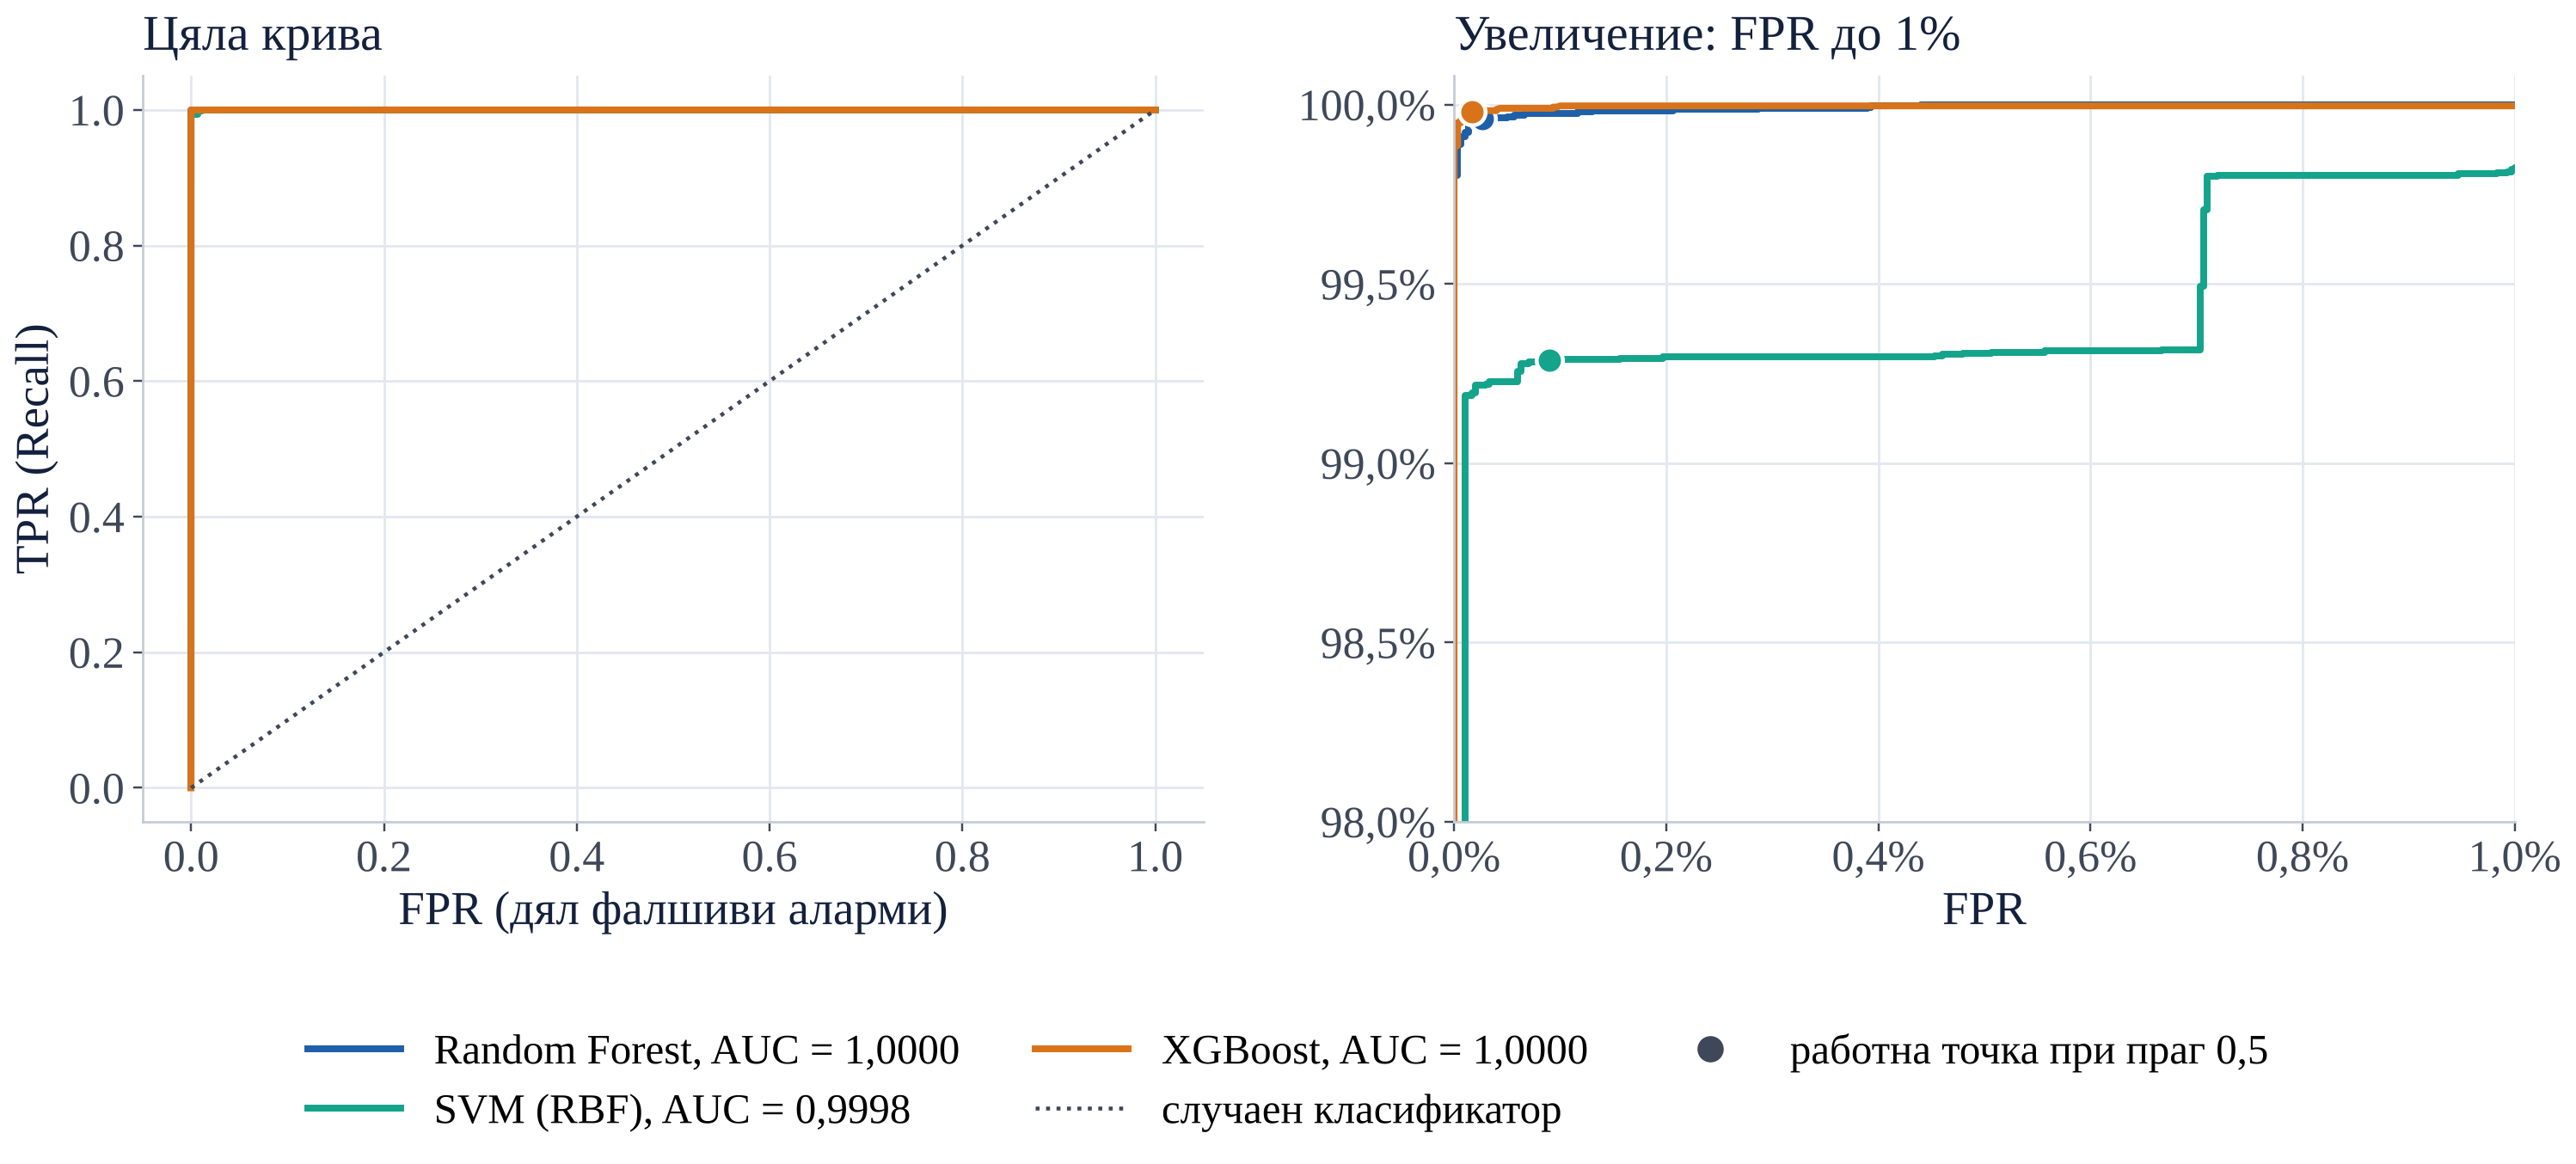 Цяла крива
1.0
0.8
0.6
0.4
0.2
0.0
TPR (Recall)
0.0 0.2 0.4 0.6 0.8 1.0
FPR (дял фалшиви аларми)
Увеличение: FPR до 1%
100,0%
99,5%
99,0%
98,5%
98,0%
0,0% 0,2% 0,4% 0,6% 0,8% 1,0%
FPR
Random Forest, AUC = 1,0000
SVM (RBF), AUC = 0,9998
XGBoost, AUC = 1,0000
случаен класификатор
работна точка при праг 0,5